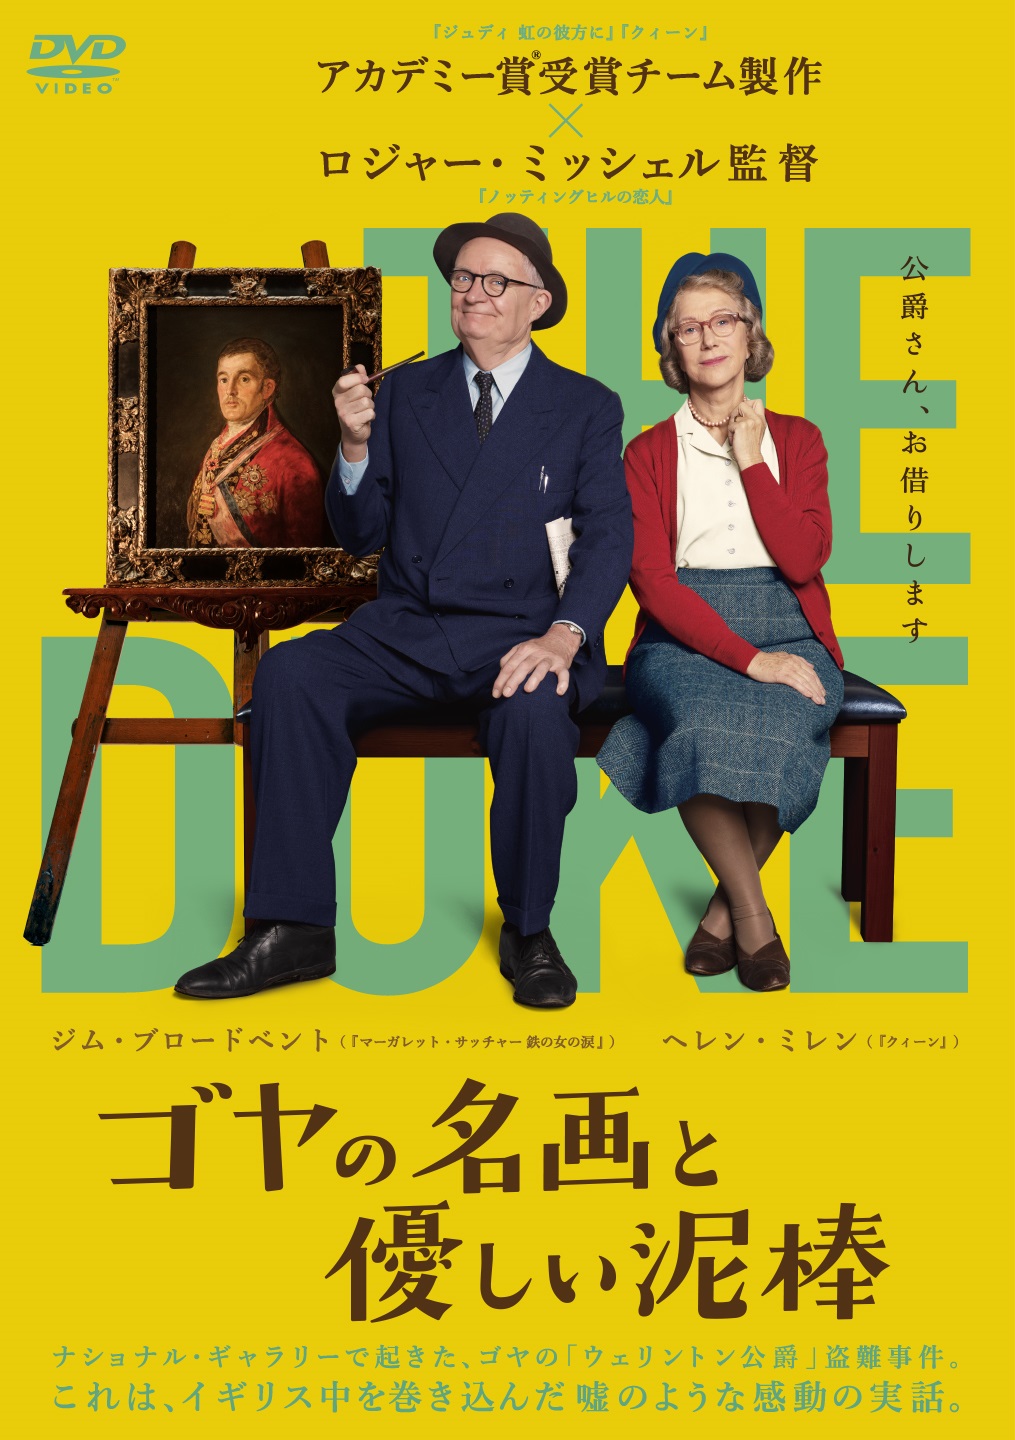 DVD
VIDEO
『ジュディ 虹の彼方に』『クィーン』
アカデミー賞®受賞チーム製作
×
ロジャー・ミッシェル監督
『ノッティングヒルの恋人』
THE
公爵さん、お借りします
DUKE
ジム・ブロードベント(『マーガレット・サッチャー 鉄の女の涙』) ヘレン・ミレン(『クィーン』)
ゴヤの名画と
優しい泥棒
ナショナル・ギャラリーで起きた、ゴヤの「ウェリントン公爵」盗難事件。
これは、イギリス中を巻き込んだ嘘のような感動の実話。